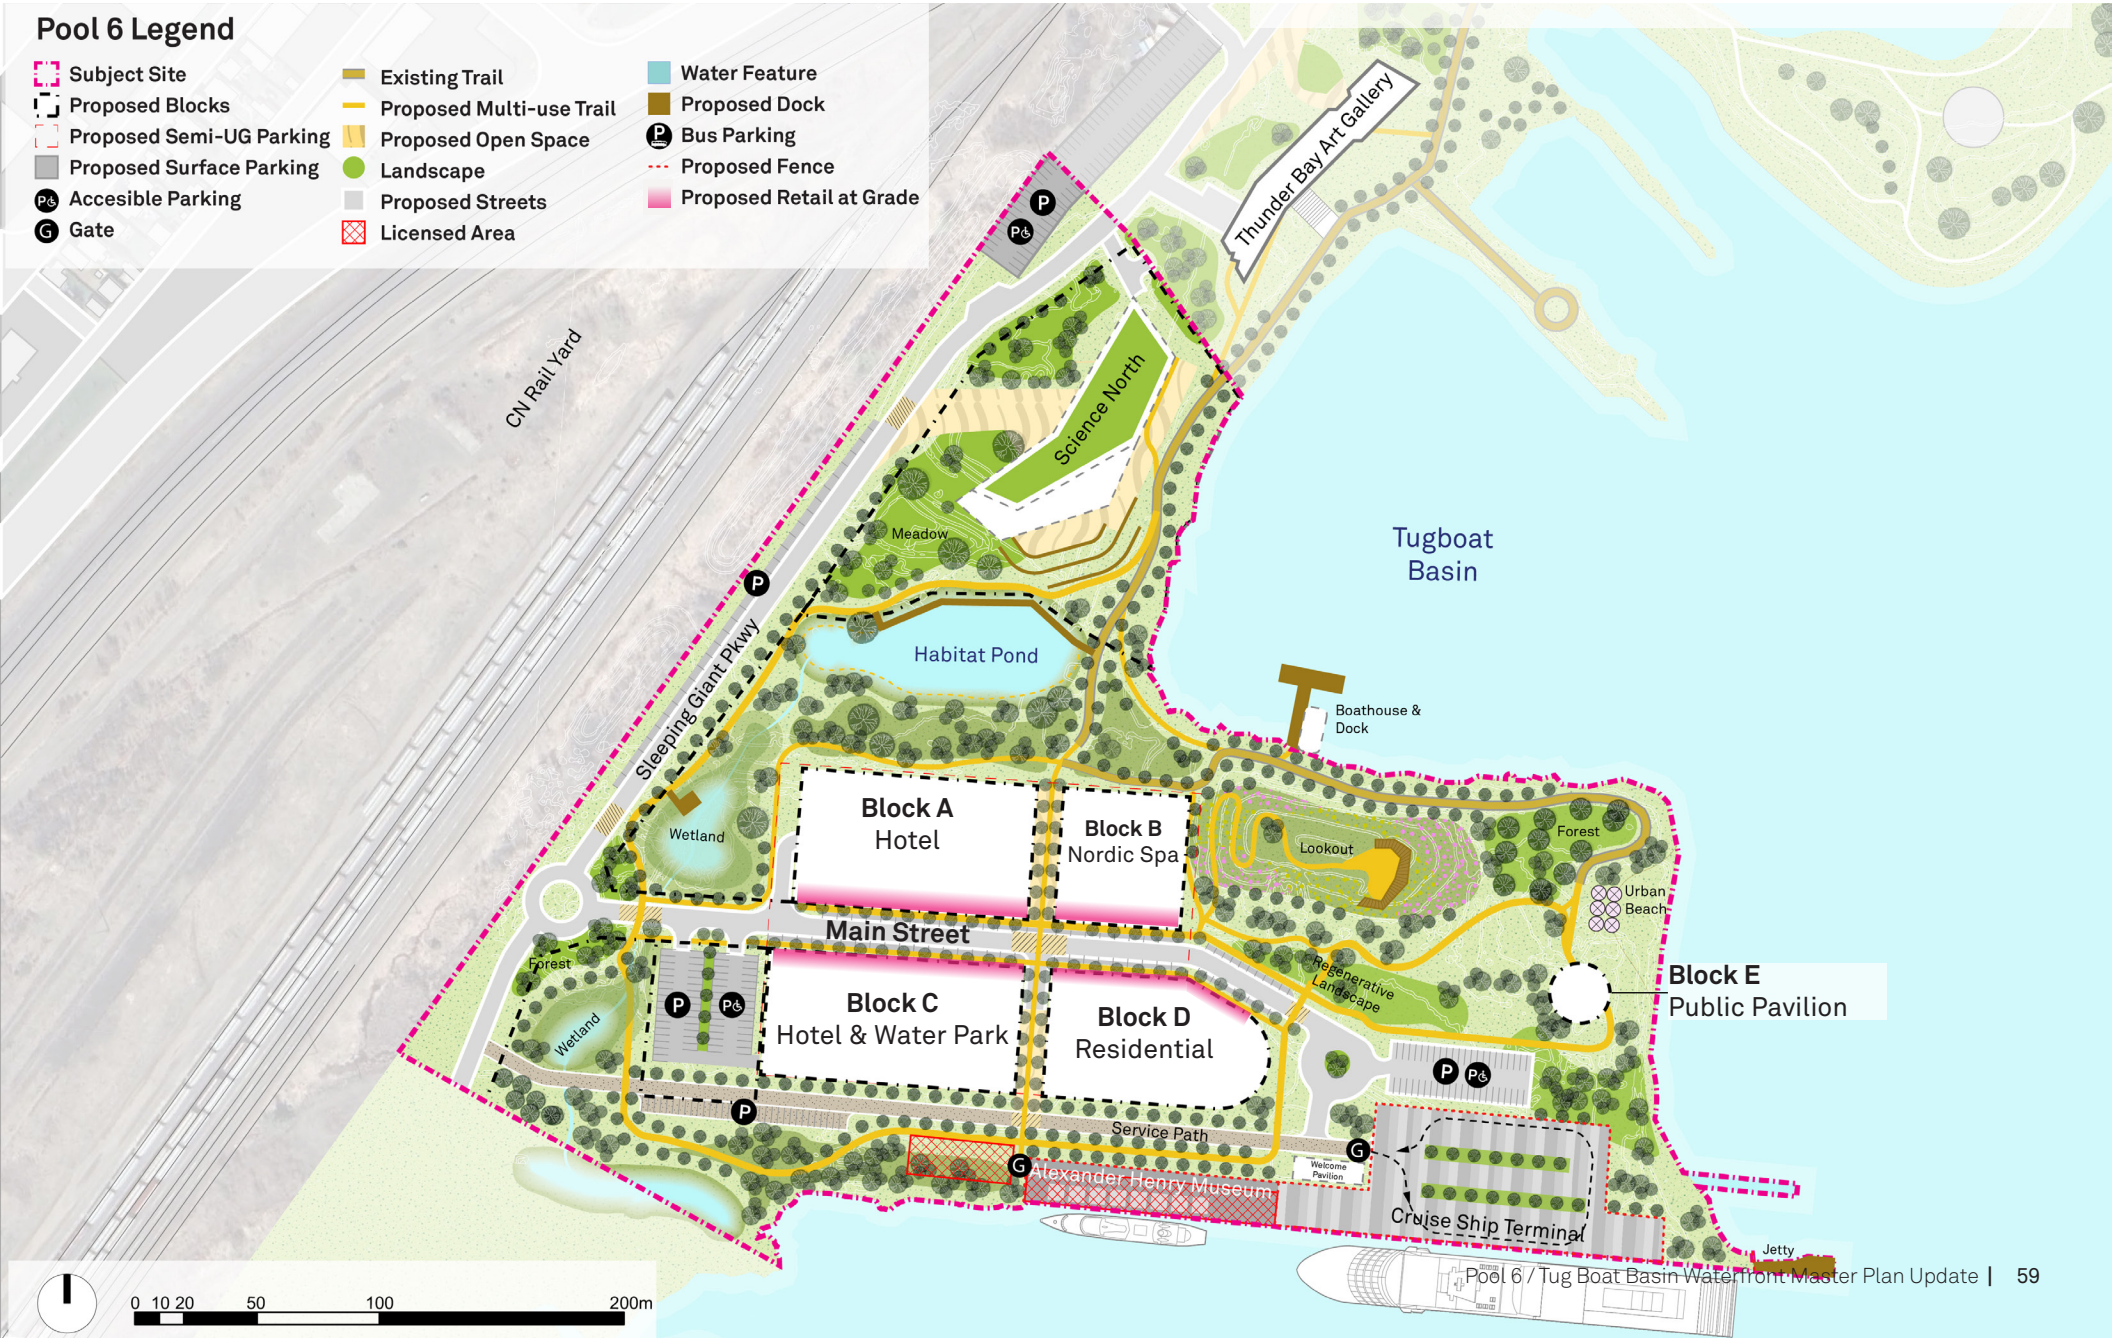 Pool 6 Legend
Subject Site
Proposed Blocks
Proposed Semi-UG Parking
Proposed Surface Parking
P Accesible Parking
G Gate
Existing Trail
Proposed Multi-use Trail
Proposed Open Space
Landscape
Proposed Streets
Licensed Area
Water Feature
Proposed Dock
P Bus Parking
Proposed Fence
Proposed Retail at Grade
Thunder Bay Art Gallery
P
P
CN Rail Yard
Science North
Meadow
Tugboat
Basin
P
Habitat Pond
Sleeping Giant Pkwy
Boathouse &
Dock
Wetland
Block A
Hotel
Block B
Nordic Spa
Lookout
Forest
Urban
Beach
Main Street
Forest
Regenerative
Landscape
Block E
Public Pavilion
P
P
Block C
Hotel & Water Park
Block D
Residential
Wetland
P
P
P
Service Path
G
G
Welcome
Pavilion
Alexander Henry Museum
Cruise Ship Terminal
Jetty
Pool 6 / Tug Boat Basin Waterfront Master Plan Update | 59
0 10 20 50 100 200m